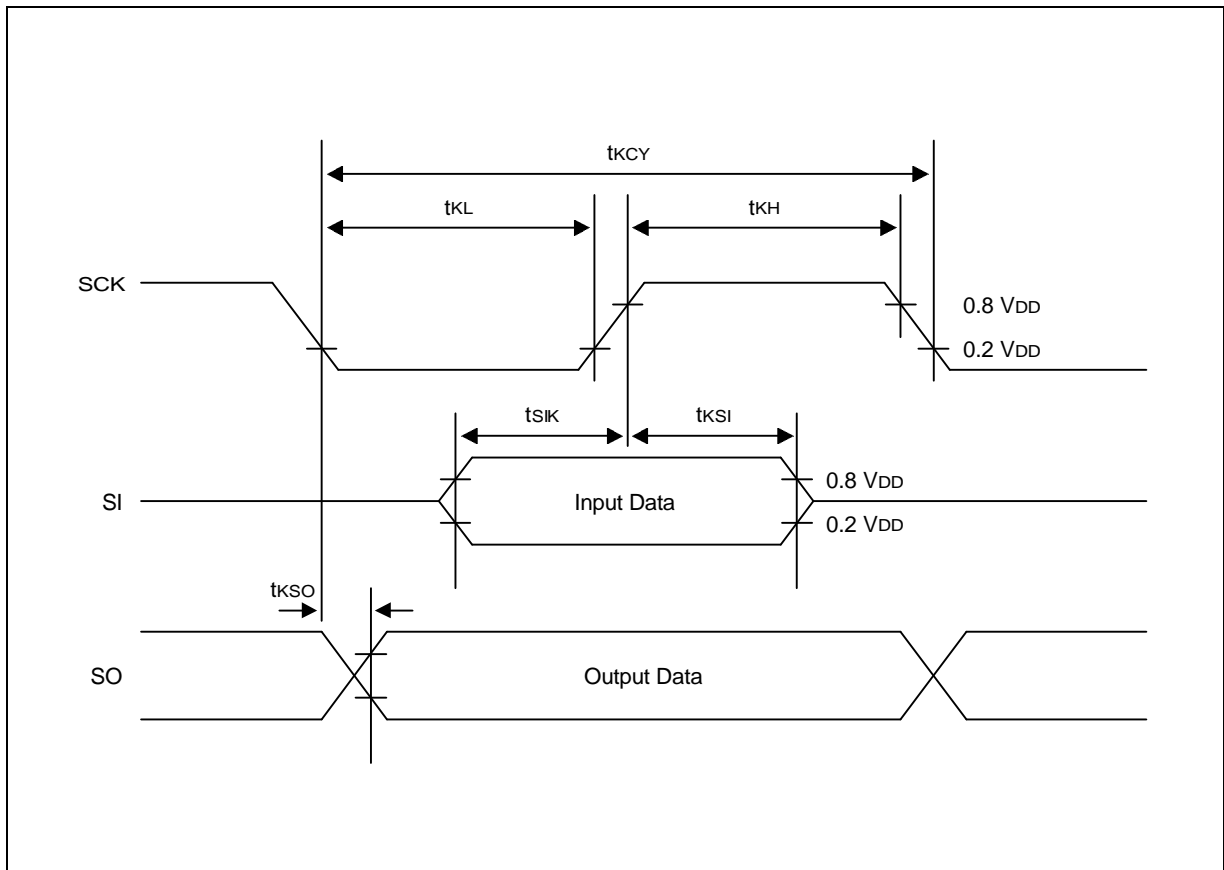 tKCY
tKL
tKH
SCK
0.8 VDD
0.2 VDD
tSIK
tKSI
0.8 VDD
SI
Input Data
0.2 VDD
tKSO
SO
Output Data